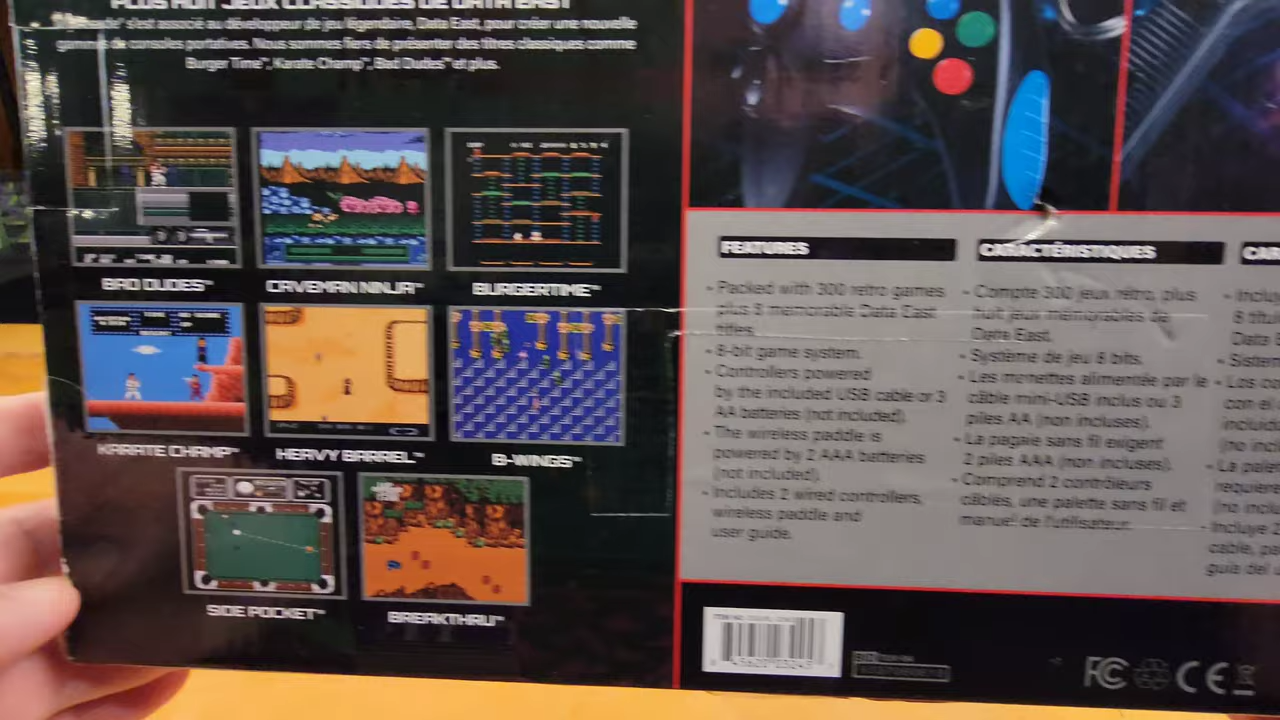 PLUS HUIT JEUX CLASSIQUES DE DATA EAST
s'est associé au développeur de jeu légendaire, Data East, pour créer une nouvelle
gamme de consoles portatives. Nous sommes fiers de présenter des titres classiques comme
Burger Time™, Karate Champ™, Bad Dudes™ et plus.
BAD DUDES™
CAVEMAN NINJA™
BURGERTIME™
KARATE CHAMP™
HEAVY BARREL™
B-WINGS™
SIDE POCKET™
BREAKTHRU™
FEATURES
- Packed with 300 retro games
plus 8 memorable Data East
titles.
- 8-bit game system.
- Controllers powered
by the included USB cable or 3
AA batteries (not included).
- The wireless paddle is
powered by 2 AAA batteries
(not included).
- Includes 2 wired controllers,
wireless paddle and
user guide.
CARACTÉRISTIQUES
- Compte 300 jeux rétro, plus
huit jeux mémorables de
Data East.
- Système de jeu 8 bits.
- Les manettes alimentée par le
câble mini-USB inclus ou 3
piles AA (non incluses).
- La pagaie sans fil exigent
2 piles AAA (non incluses).
- Comprend 2 contrôleurs
câblés, une palette sans fil et
manuel de l'utilisateur.
FC CE